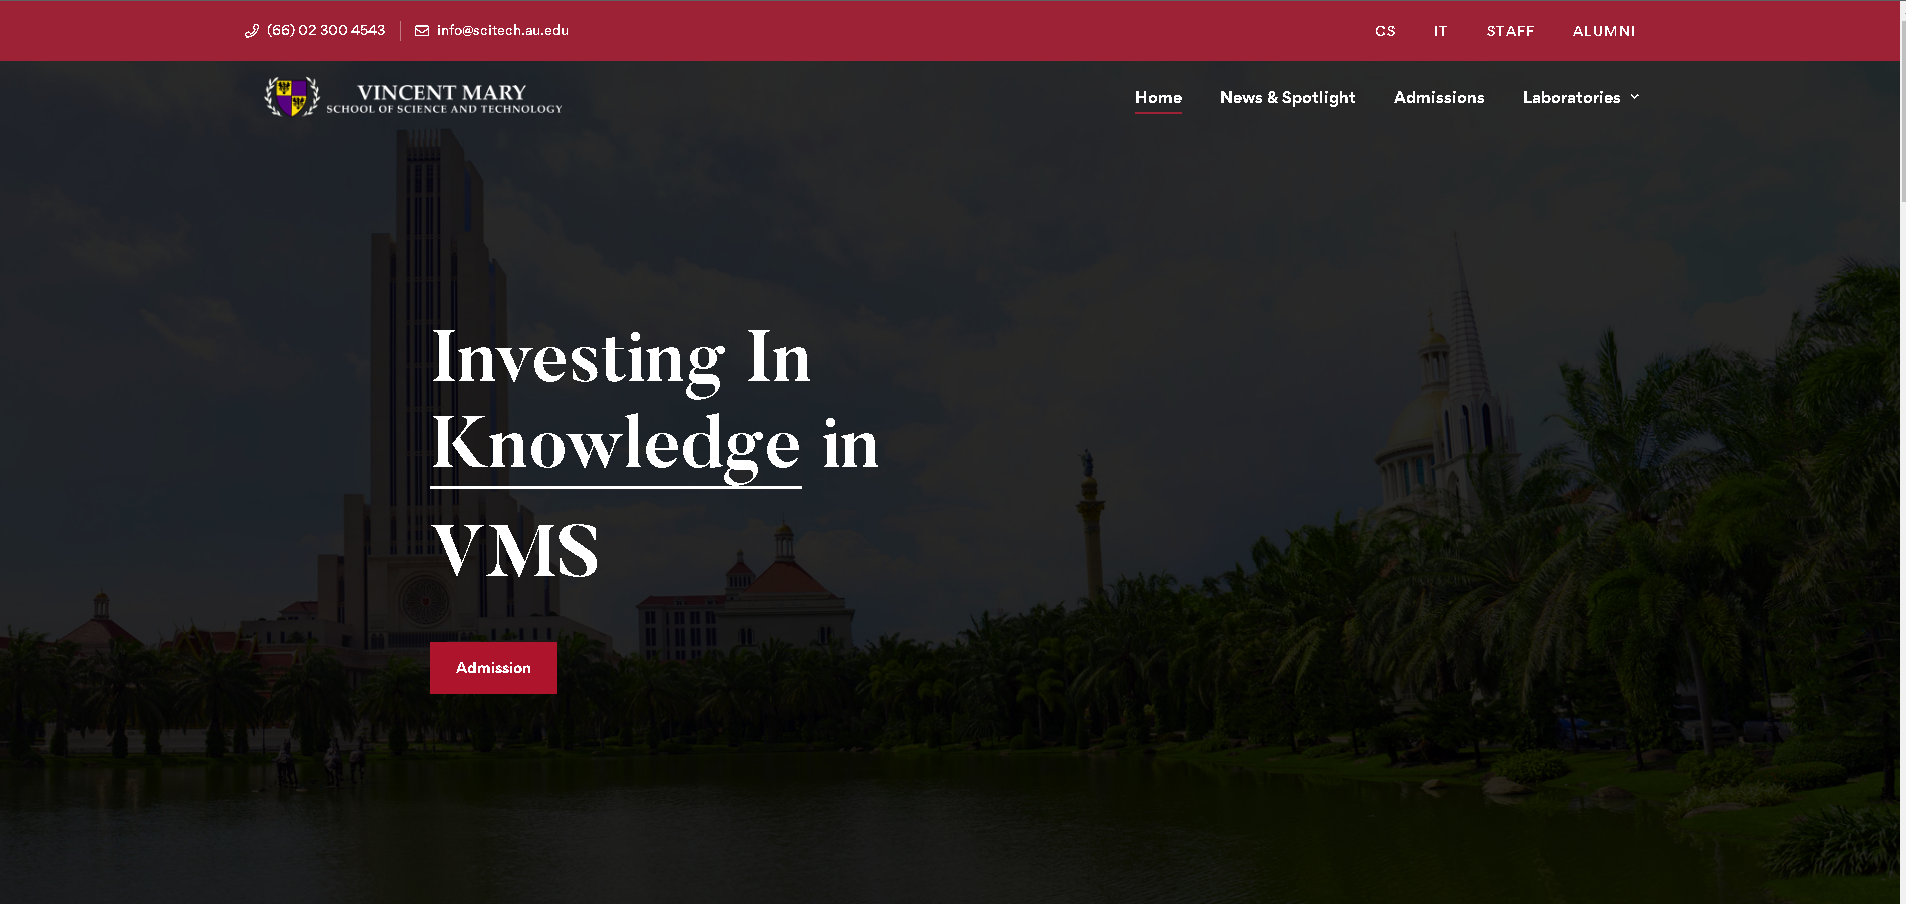 (66) 02 300 4543
info@scitech.au.edu
CS
IT
STAFF
ALUMNI
VINCENT MARY
SCHOOL OF SCIENCE AND TECHNOLOGY
Home
News & Spotlight
Admissions
Laboratories
Investing In
Knowledge in
VMS
Admission